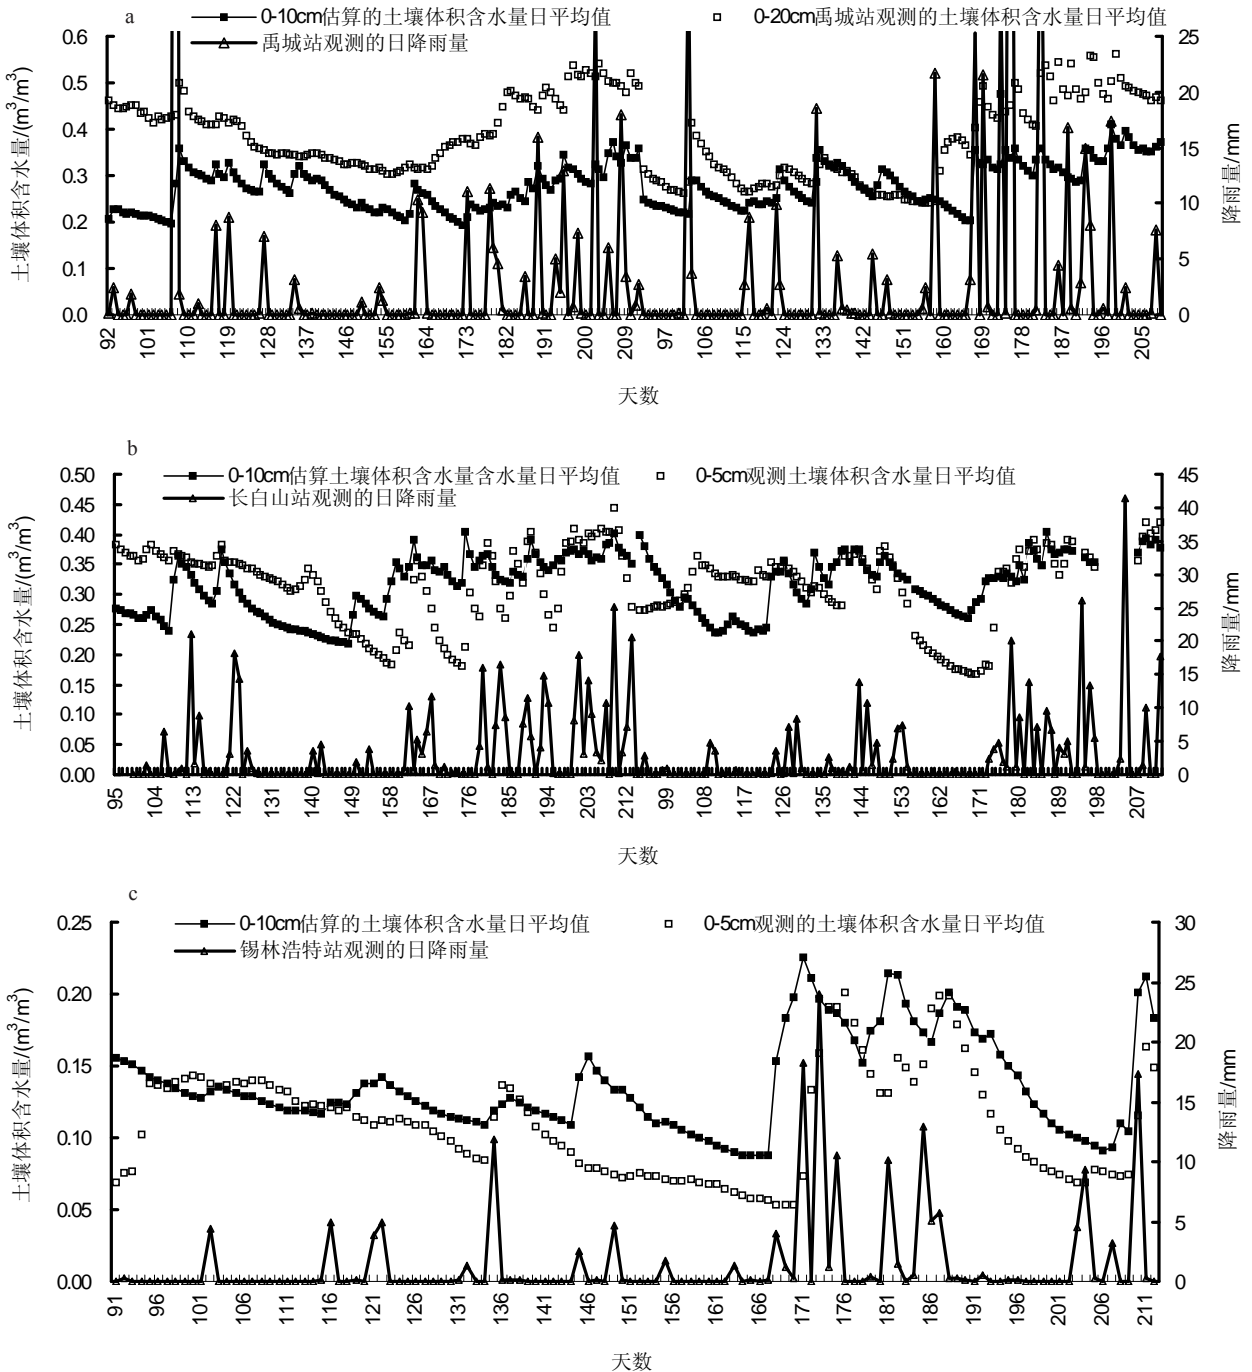 a
0-10cm估算的土壤体积含水量日平均值 0-20cm禹城站观测的土壤体积含水量日平均值
禹城站观测的日降雨量
土壤体积含水量/(m³/m³)
0.6
0.5
0.4
0.3
0.2
0.1
0.0
25
20
15
10
5
0
降雨量/mm
92 101 110 119 128 137 146 155 164 173 182 191 200 209 97 106 115 124 133 142 151 160 169 178 187 196 205
天数
b
0-10cm估算土壤体积含水量含水量日平均值 0-5cm观测土壤体积含水量日平均值
长白山站观测的日降雨量
土壤体积含水量/(m³/m³)
0.50
0.45
0.40
0.35
0.30
0.25
0.20
0.15
0.10
0.05
0.00
45
40
35
30
25
20
15
10
5
0
降雨量/mm
95 104 113 122 131 140 149 158 167 176 185 194 203 212 99 108 117 126 135 144 153 162 171 180 189 198 207
天数
c
0-10cm估算的土壤体积含水量日平均值 0-5cm观测的土壤体积含水量日平均值
锡林浩特站观测的日降雨量
土壤体积含水量/(m³/m³)
0.25
0.20
0.15
0.10
0.05
0.00
30
25
20
15
10
5
0
降雨量/mm
91 96 101 106 111 116 121 126 131 136 141 146 151 156 161 166 171 176 181 186 191 196 201 206 211
天数